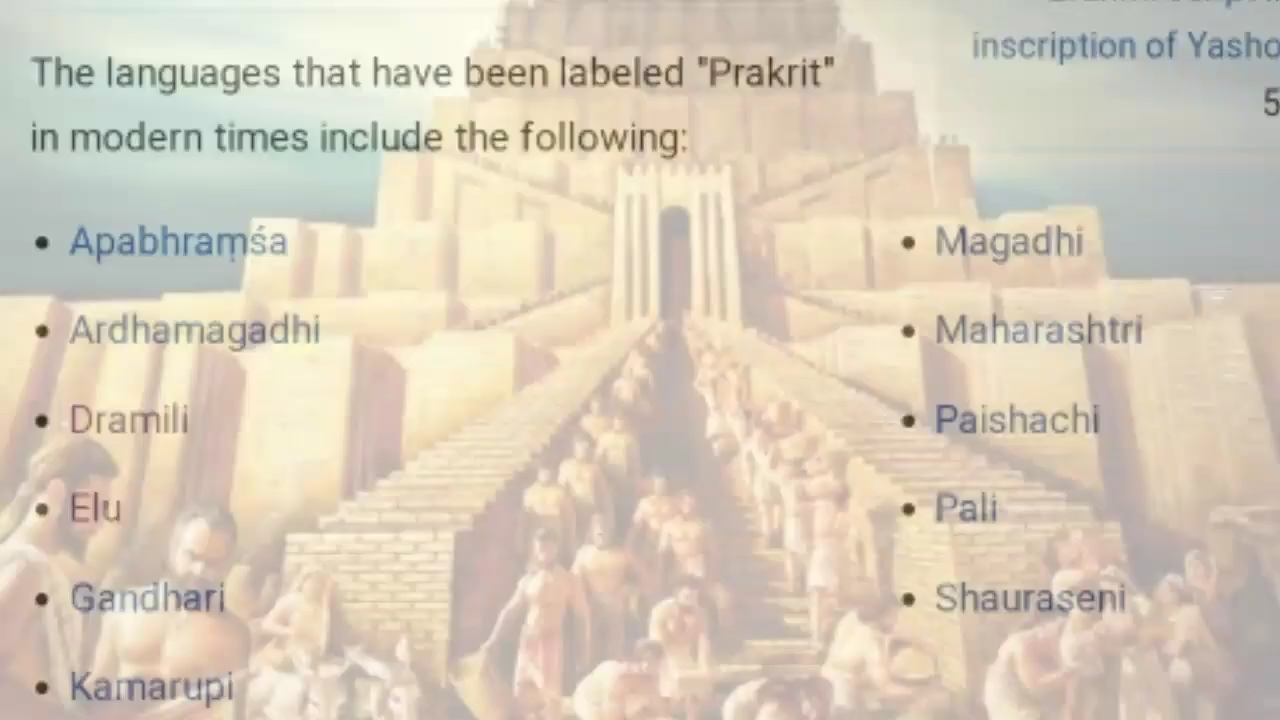 inscription of Yasho
5
The languages that have been labeled "Prakrit"
in modern times include the following:
• Apabhraṃśa
• Ardhamagadhi
• Dramili
• Elu
• Gandhari
• Kamarupi
• Magadhi
• Maharashtri
• Paishachi
• Pali
• Shauraseni